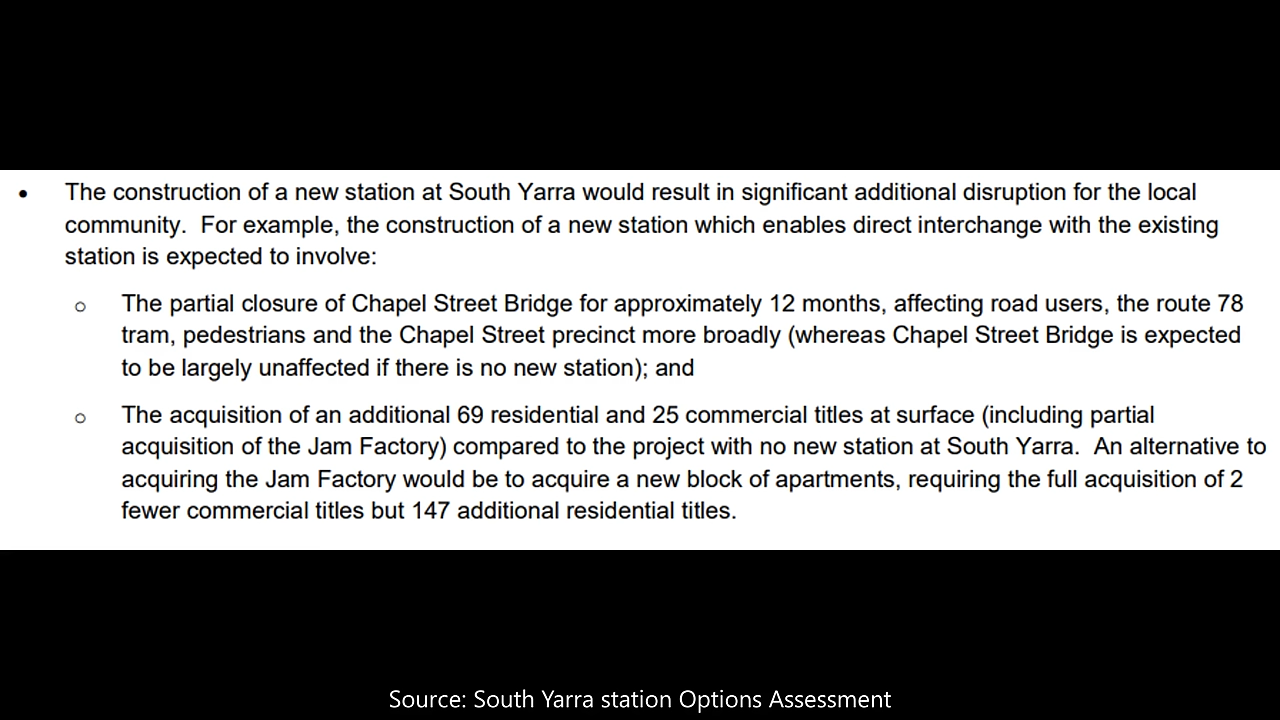 • The construction of a new station at South Yarra would result in significant additional disruption for the local
community.  For example, the construction of a new station which enables direct interchange with the existing
station is expected to involve:
○ The partial closure of Chapel Street Bridge for approximately 12 months, affecting road users, the route 78
tram, pedestrians and the Chapel Street precinct more broadly (whereas Chapel Street Bridge is expected
to be largely unaffected if there is no new station); and
○ The acquisition of an additional 69 residential and 25 commercial titles at surface (including partial
acquisition of the Jam Factory) compared to the project with no new station at South Yarra.  An alternative to
acquiring the Jam Factory would be to acquire a new block of apartments, requiring the full acquisition of 2
fewer commercial titles but 147 additional residential titles.
Source: South Yarra station Options Assessment